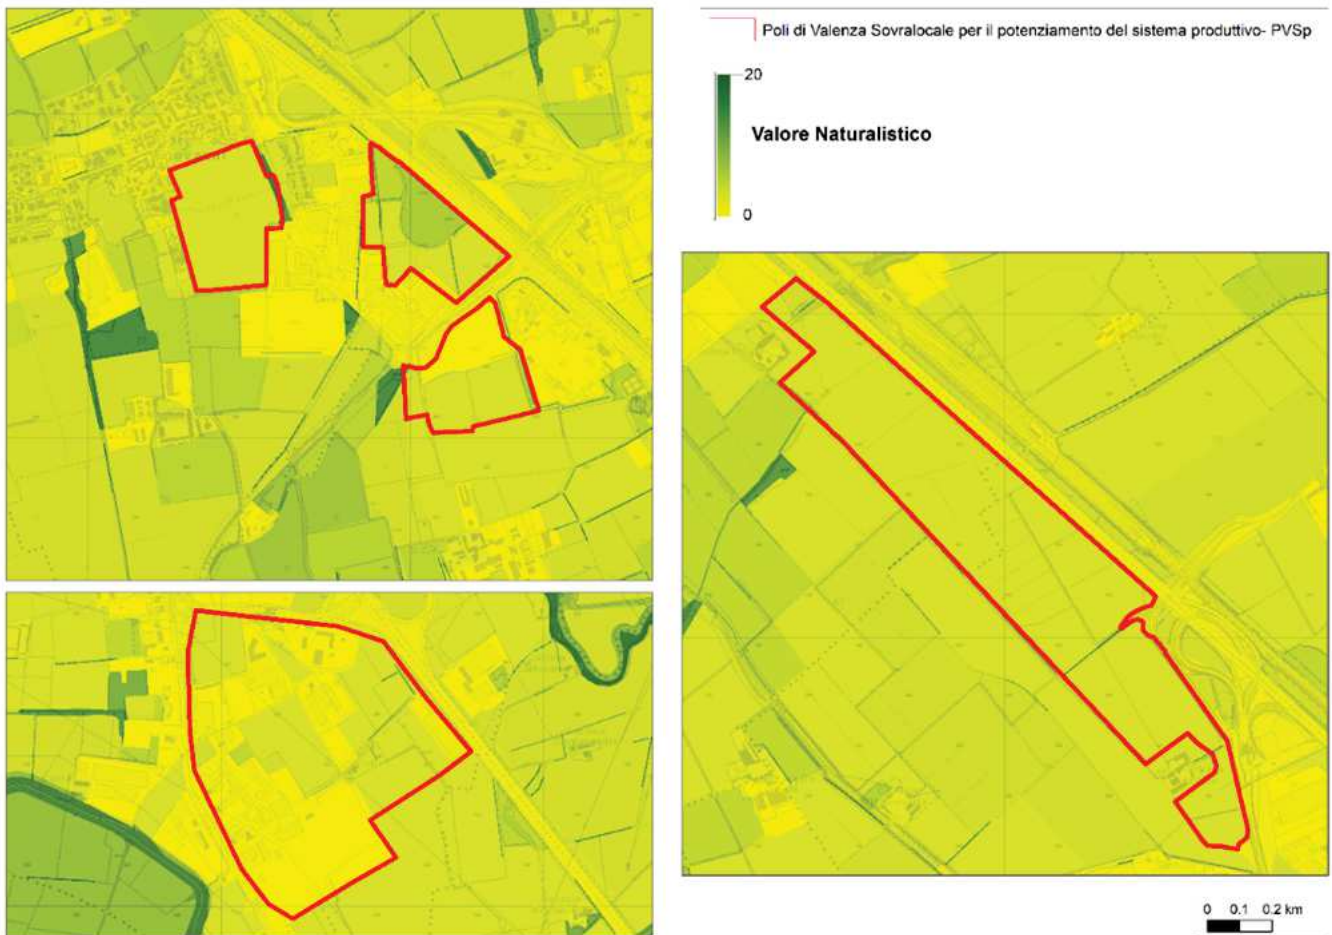 Poli di Valenza Sovralocale per il potenziamento del sistema produttivo- PVSp
20
Valore Naturalistico
0
0 0.1 0.2 km